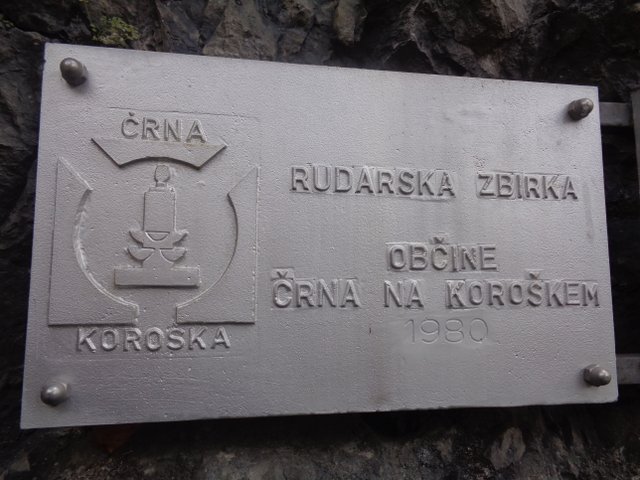 ČRNA
KOROŠKA
RUDARSKA ZBIRKA
OBČINE
ČRNA NA KOROŠKEM
1980